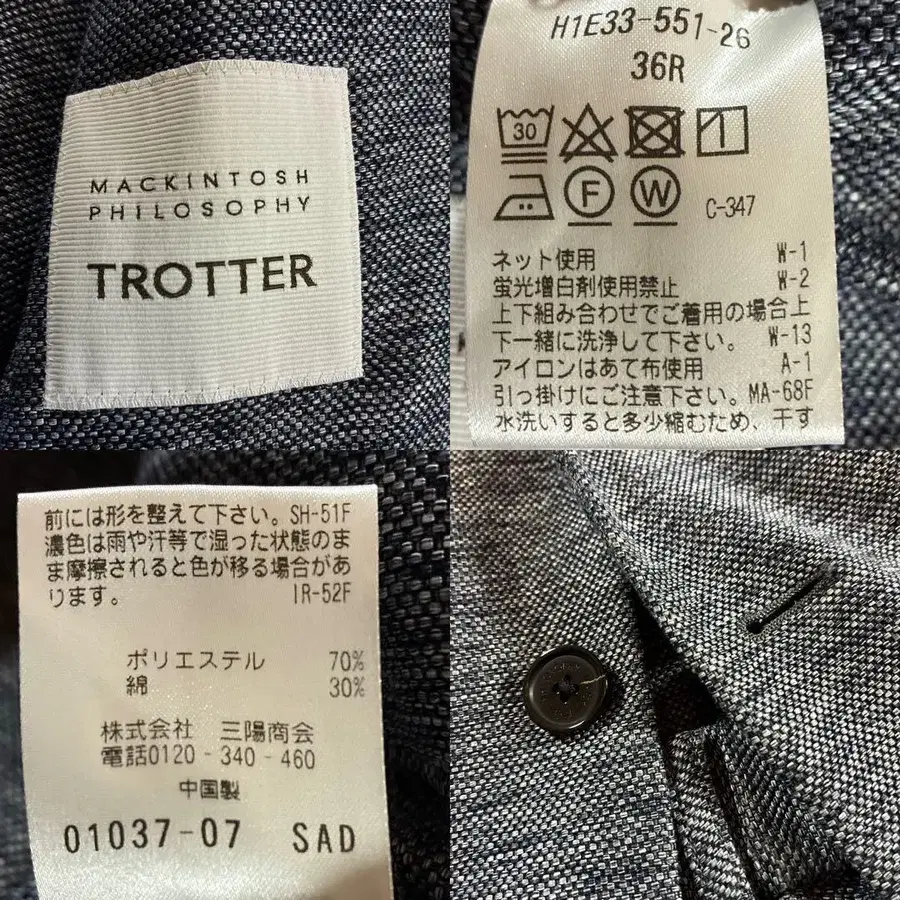 MACKINTOSH
PHILOSOPHY
TROTTER
H1E33-551-26
36R
30
F
W
C-347
ネット使用 W-1
蛍光増白剤使用禁止 W-2
上下組み合わせでご着用の場合上
下一緒に洗浄して下さい。 W-13
アイロンはあて布使用 A-1
引っ掛けにご注意下さい。MA-68F
水洗いすると多少縮むため、干す
前には形を整えて下さい。SH-51F
濃色は雨や汗等で湿った状態のま
ま摩擦されると色が移る場合があ
ります。 IR-52F
ポリエステル 70%
綿 30%
株式会社 三陽商会
電話0120-340-460
中国製
01037-07 SAD